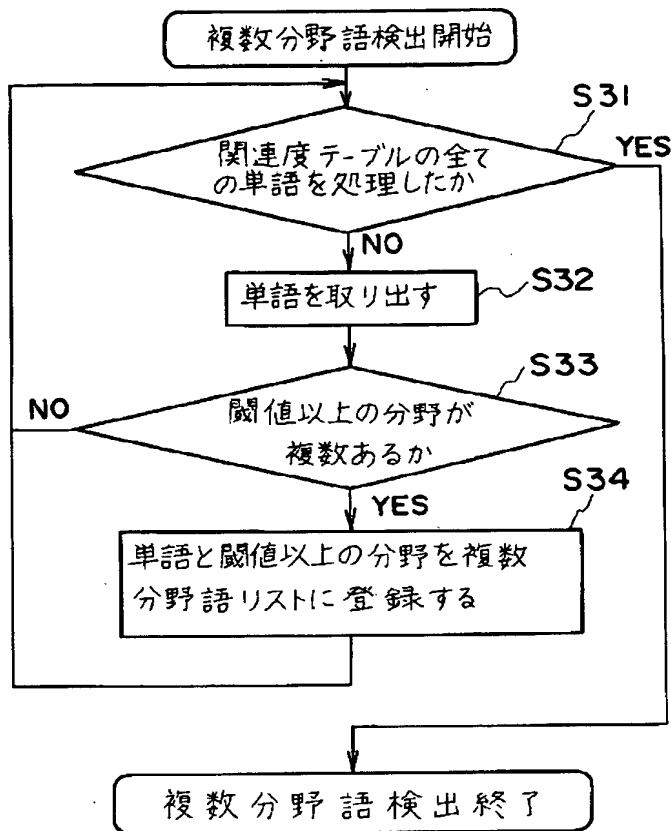 複数分野語検出開始
S31
関連度テーブルの全て
の単語を処理したか
YES
NO
単語を取り出す
S32
S33
NO
閾値以上の分野が
複数あるか
YES
S34
単語と閾値以上の分野を複数
分野語リストに登録する
複数分野語検出終了